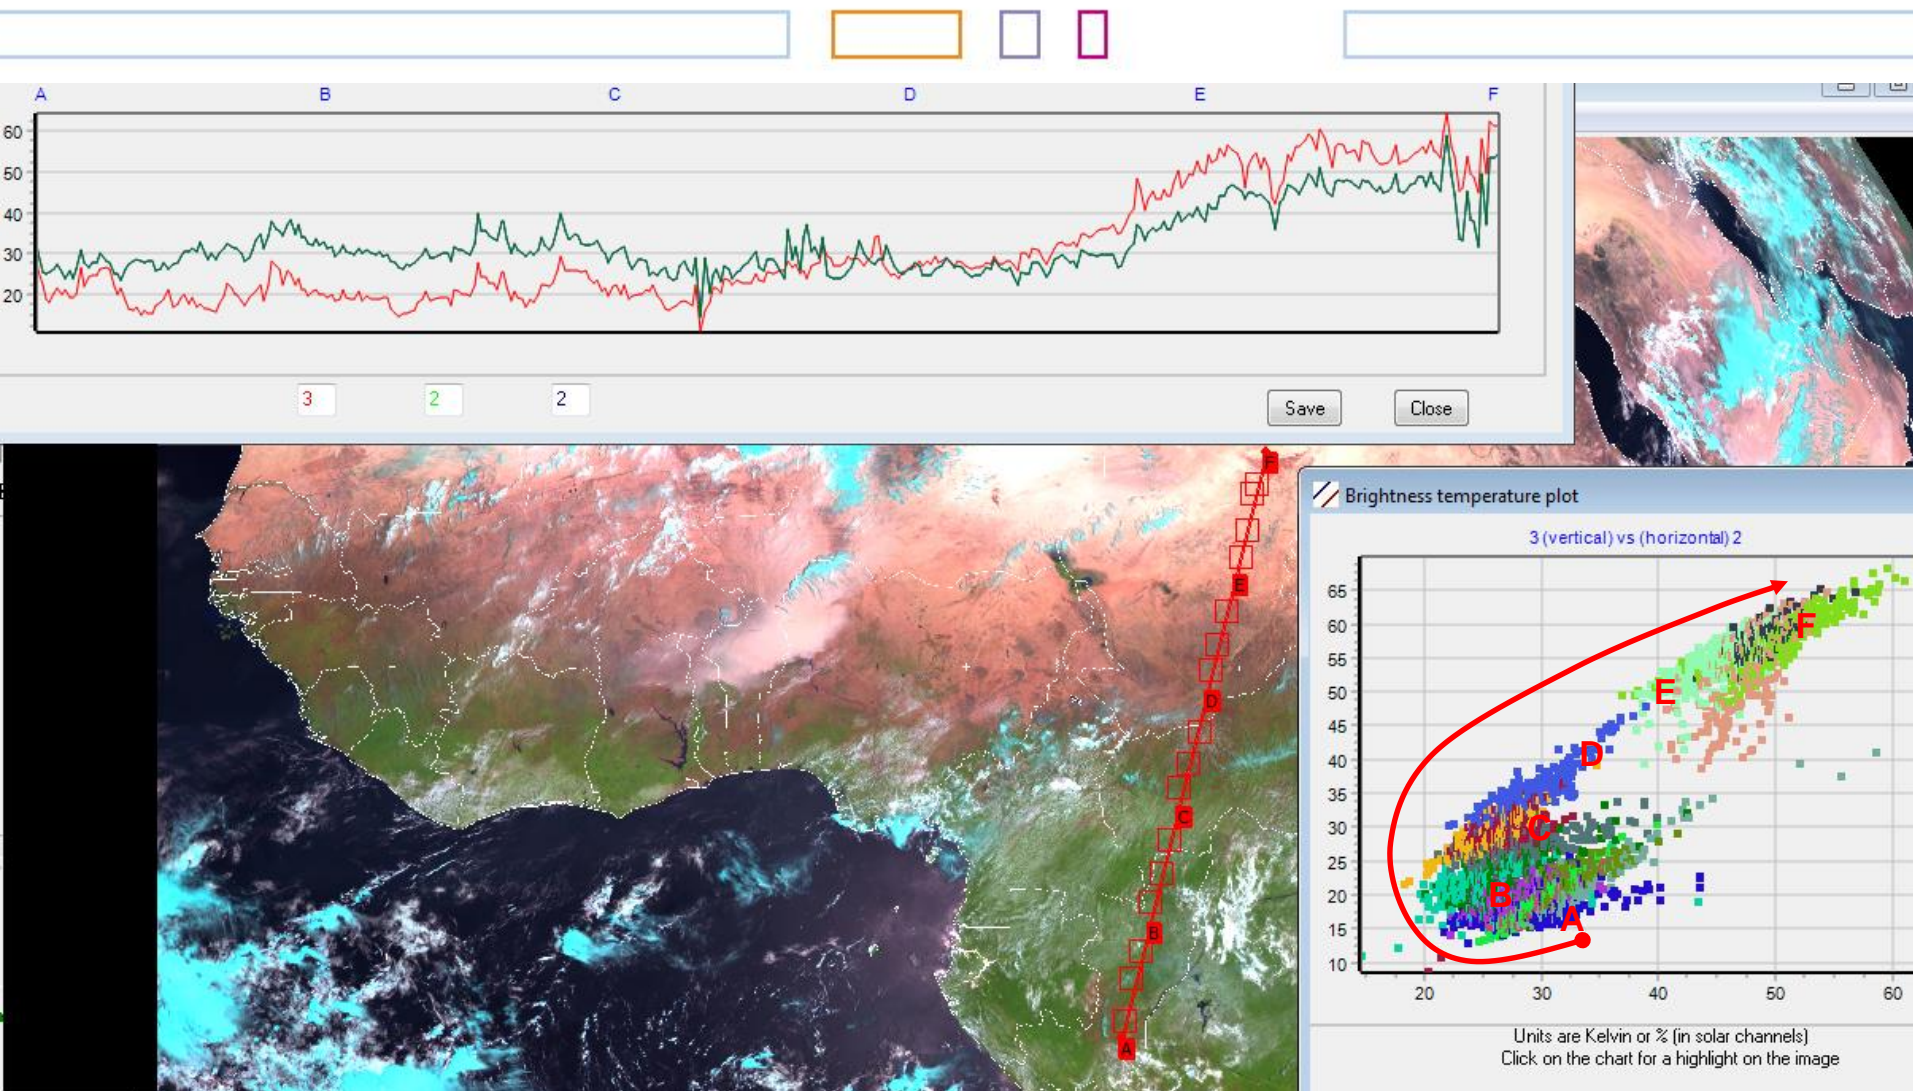 A B C D E F
60
50
40
30
20
3 2 2
Save Close
F
E
D
C
B
A
Brightness temperature plot
3 (vertical) vs (horizontal) 2
65
60
55
50
45
40
35
30
25
20
15
10
F
E
D
C
B
A
20 30 40 50 60
Units are Kelvin or % (in solar channels)
Click on the chart for a highlight on the image